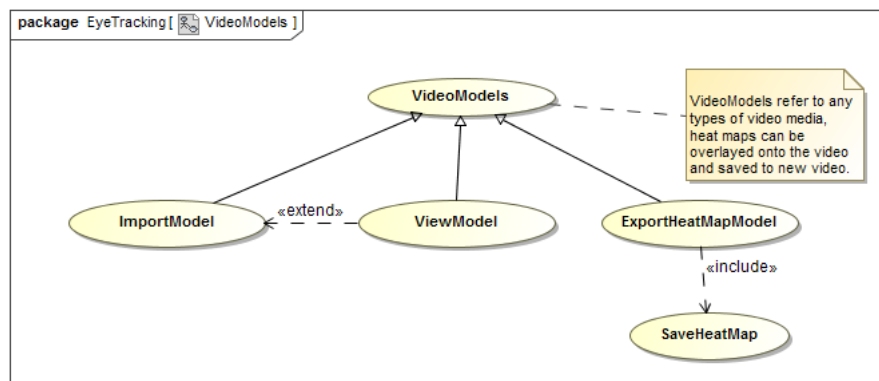 package EyeTracking [ VideoModels ]
VideoModels
VideoModels refer to any
types of video media,
heat maps can be
overlayed onto the video
and saved to new video.
ImportModel
«extend»
ViewModel
ExportHeatMapModel
«include»
SaveHeatMap